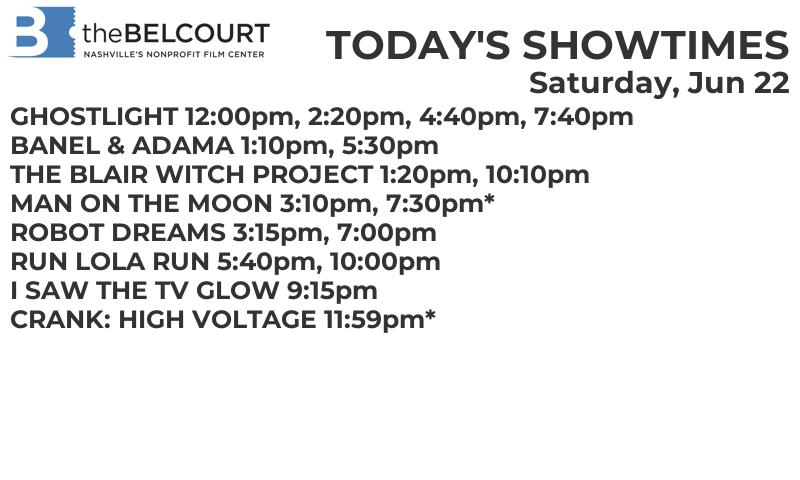 B theBELCOURT
NASHVILLE'S NONPROFIT FILM CENTER
TODAY'S SHOWTIMES
Saturday, Jun 22
GHOSTLIGHT 12:00pm, 2:20pm, 4:40pm, 7:40pm
BANEL & ADAMA 1:10pm, 5:30pm
THE BLAIR WITCH PROJECT 1:20pm, 10:10pm
MAN ON THE MOON 3:10pm, 7:30pm*
ROBOT DREAMS 3:15pm, 7:00pm
RUN LOLA RUN 5:40pm, 10:00pm
I SAW THE TV GLOW 9:15pm
CRANK: HIGH VOLTAGE 11:59pm*